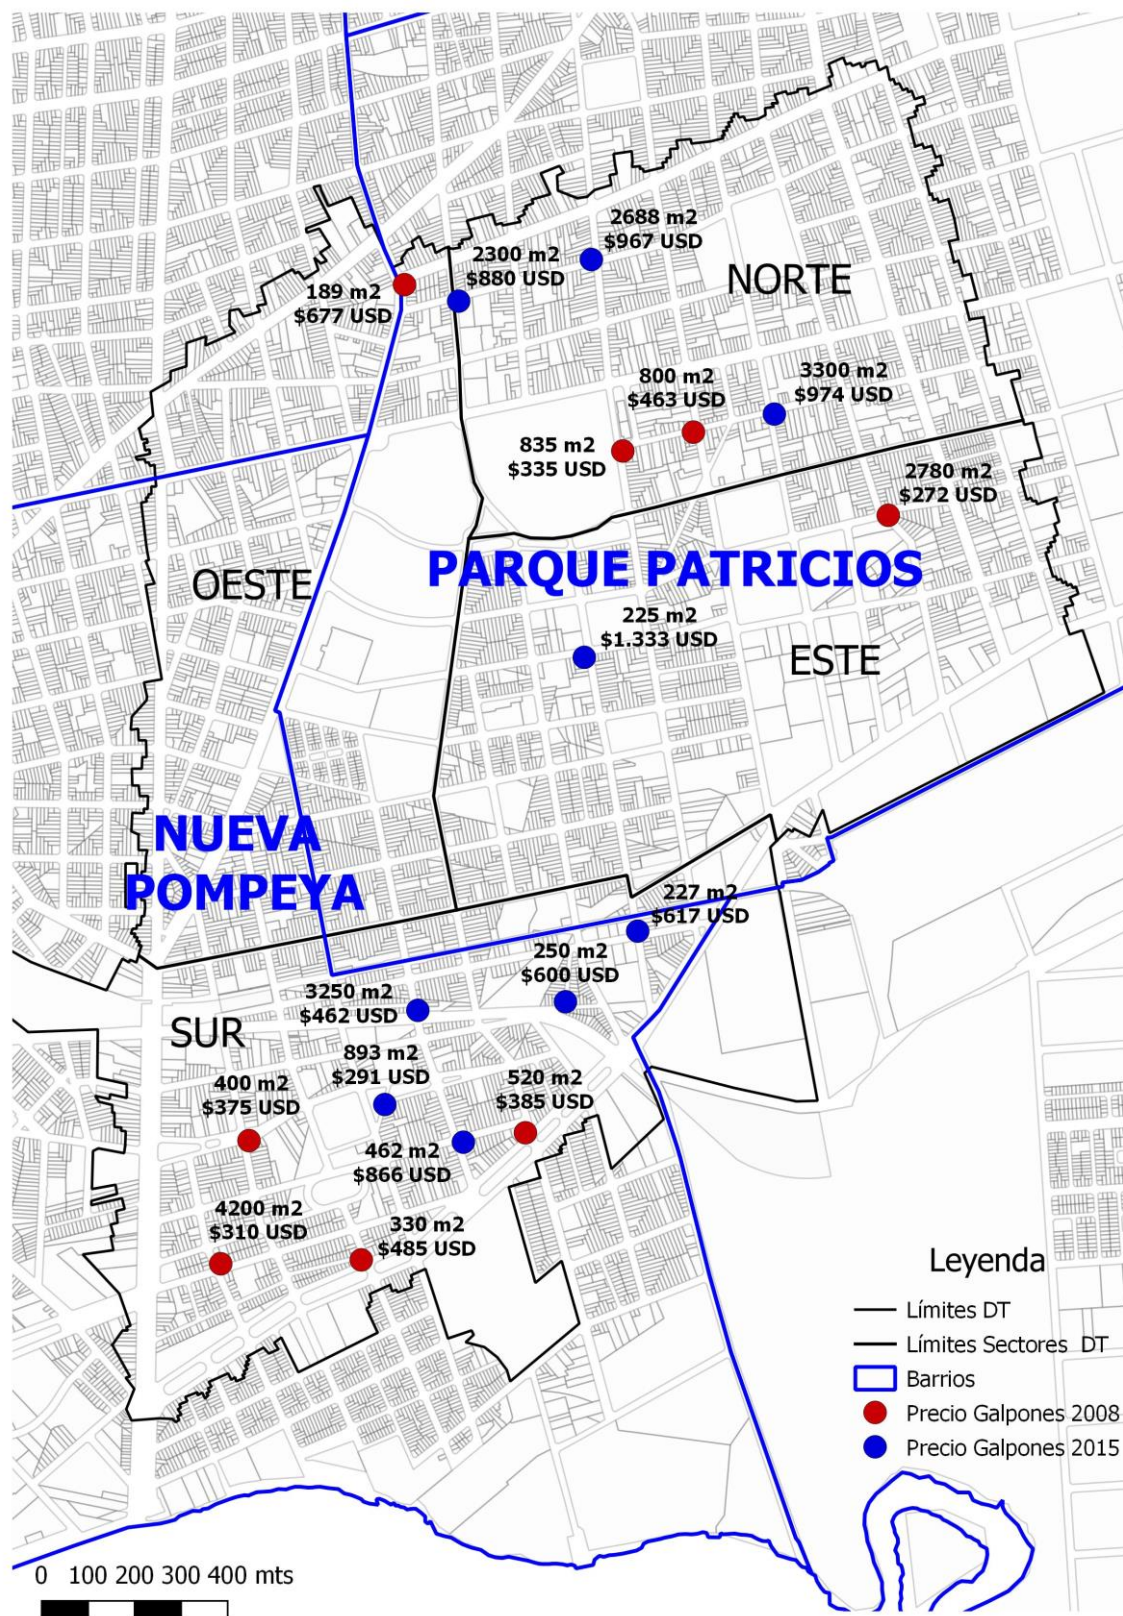 2688 m2
$967 USD
2300 m2
$880 USD
NORTE
189 m2
$677 USD
800 m2
$463 USD
3300 m2
$974 USD
835 m2
$335 USD
2780 m2
$272 USD
PARQUE PATRICIOS
OESTE
225 m2
$1.333 USD
ESTE
NUEVA
POMPEYA
227 m2
$617 USD
250 m2
$600 USD
3250 m2
$462 USD
SUR
893 m2
$291 USD
520 m2
$385 USD
400 m2
$375 USD
462 m2
$866 USD
4200 m2
$310 USD
330 m2
$485 USD
Leyenda
Límites DT
Límites Sectores DT
Barrios
Precio Galpones 2008
Precio Galpones 2015
0 100 200 300 400 mts